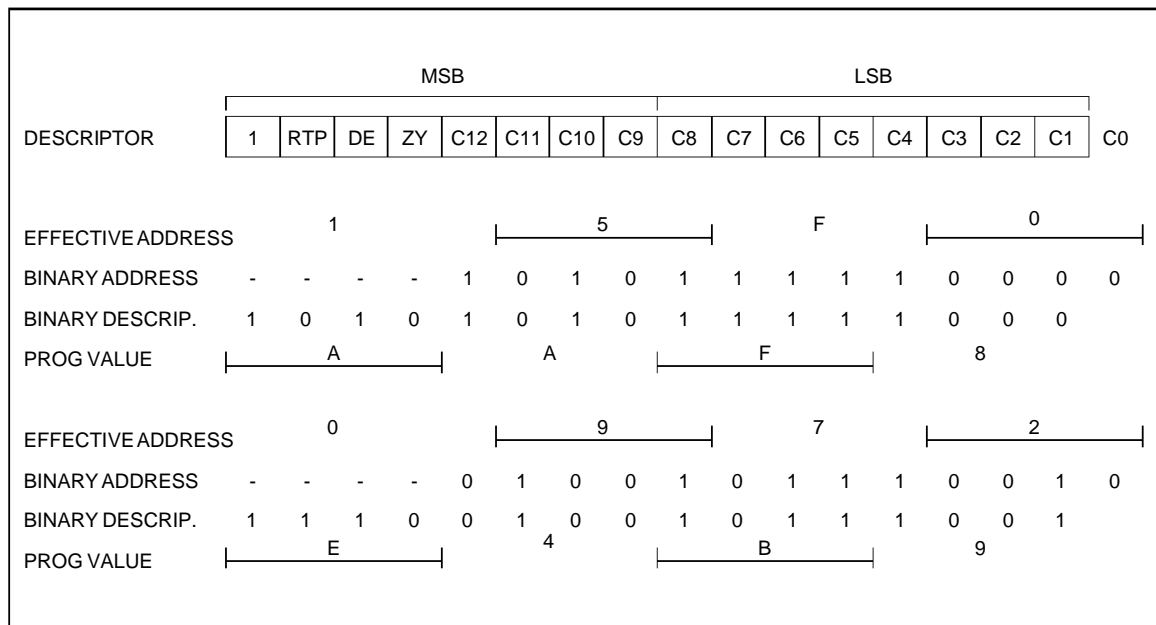 MSB LSB
DESCRIPTOR 1 RTP DE ZY C12 C11 C10 C9 C8 C7 C6 C5 C4 C3 C2 C1 C0
EFFECTIVE ADDRESS 1 5 F 0
BINARY ADDRESS - - - - 1 0 1 0 1 1 1 1 1 0 0 0 0
BINARY DESCRIP. 1 0 1 0 1 0 1 0 1 1 1 1 1 0 0 0
PROG VALUE A A F 8
EFFECTIVE ADDRESS 0 9 7 2
BINARY ADDRESS - - - - 0 1 0 0 1 0 1 1 1 0 0 1 0
BINARY DESCRIP. 1 1 1 0 0 1 0 0 1 0 1 1 1 0 0 1
PROG VALUE E 4 B 9